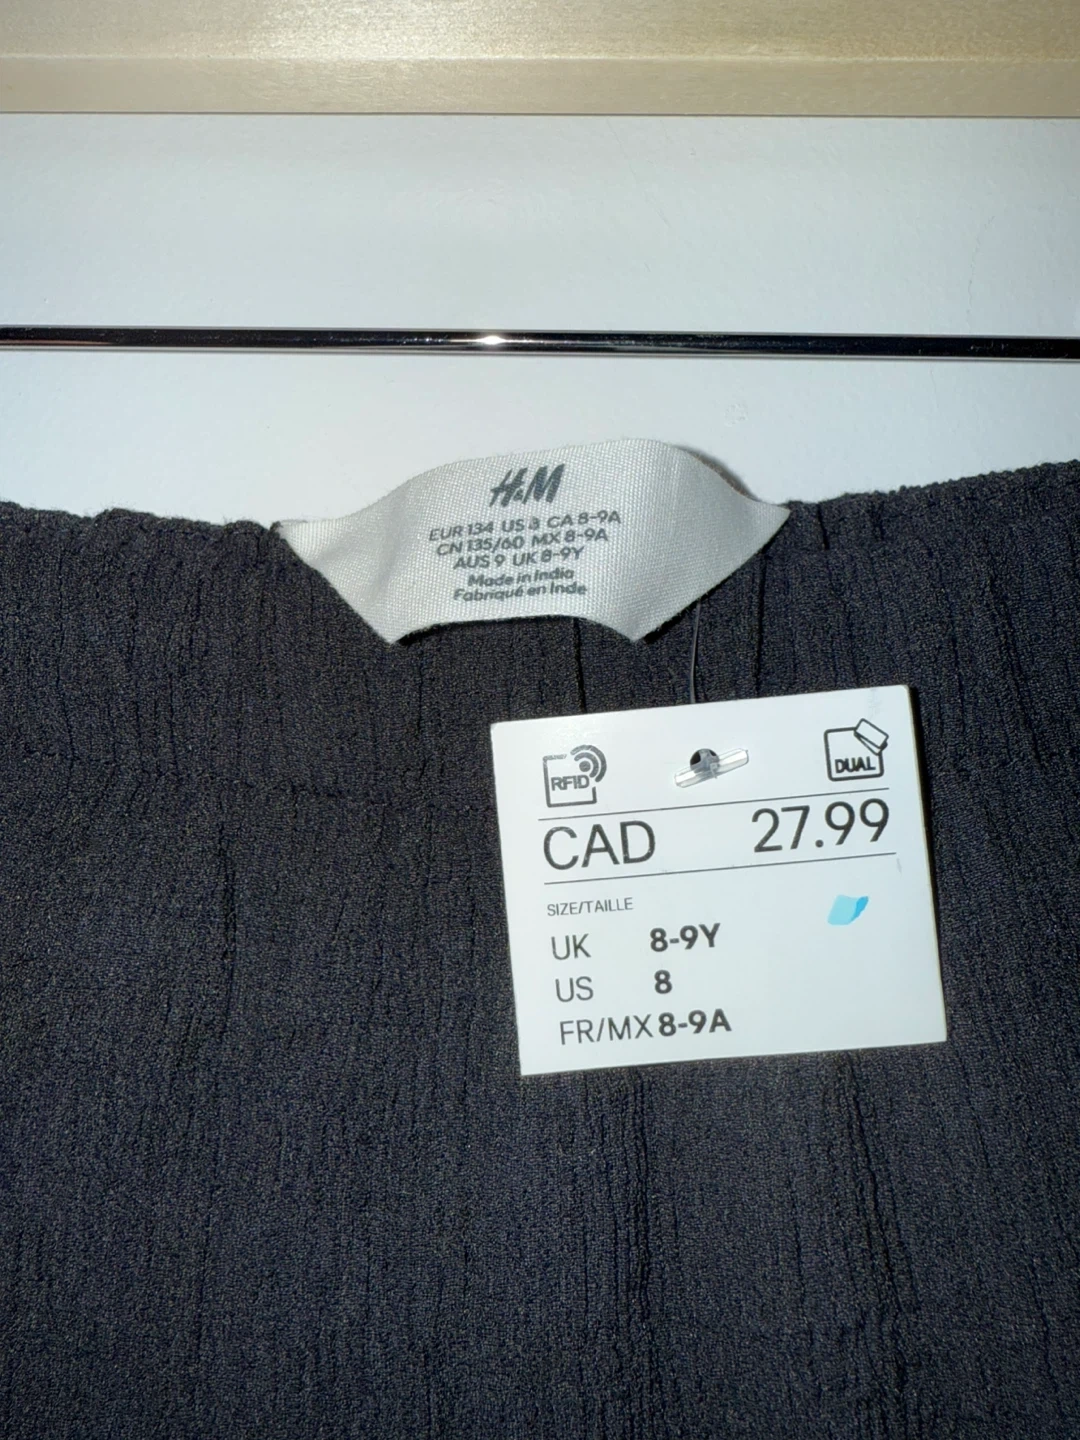 H&M
EUR 134 US 8 CA 8-9A
CN 135/60 MX 8-9A
AUS 9 UK 8-9Y
Made in India
Fabriqué en Inde
RFID
DUAL
CAD 27.99
SIZE/TAILLE
UK 8-9Y
US 8
FR/MX 8-9A